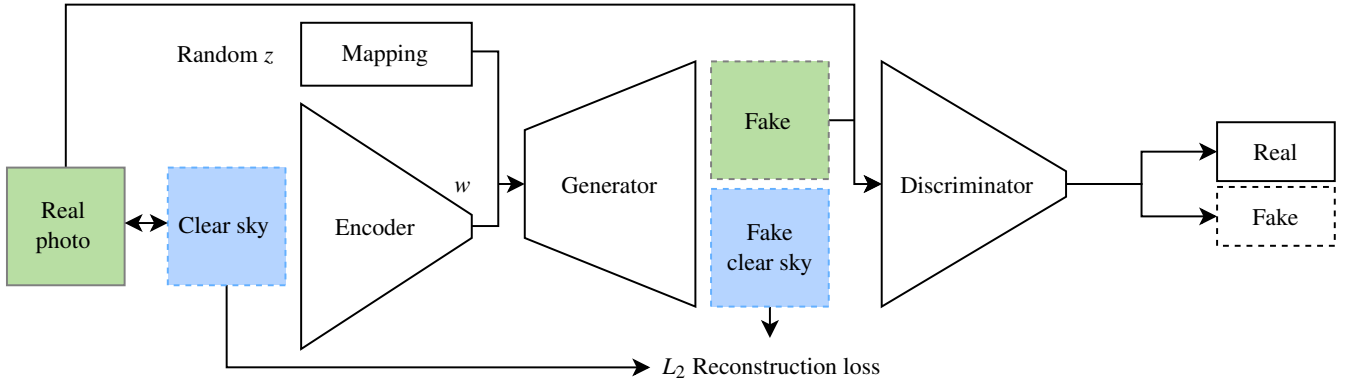 Random z
Mapping
Real
photo
Clear sky
Encoder
w
Generator
Fake
Fake
clear sky
Discriminator
Real
Fake
L₂ Reconstruction loss